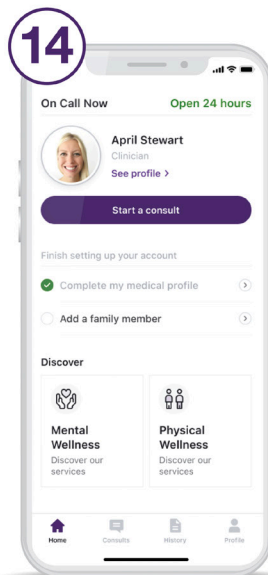 14
On Call Now Open 24 hours
April Stewart
Clinician
See profile >
Start a consult
Finish setting up your account
Complete my medical profile
Add a family member
Discover
Mental Wellness
Discover our services
Physical Wellness
Discover our services
Home Consults History Profile